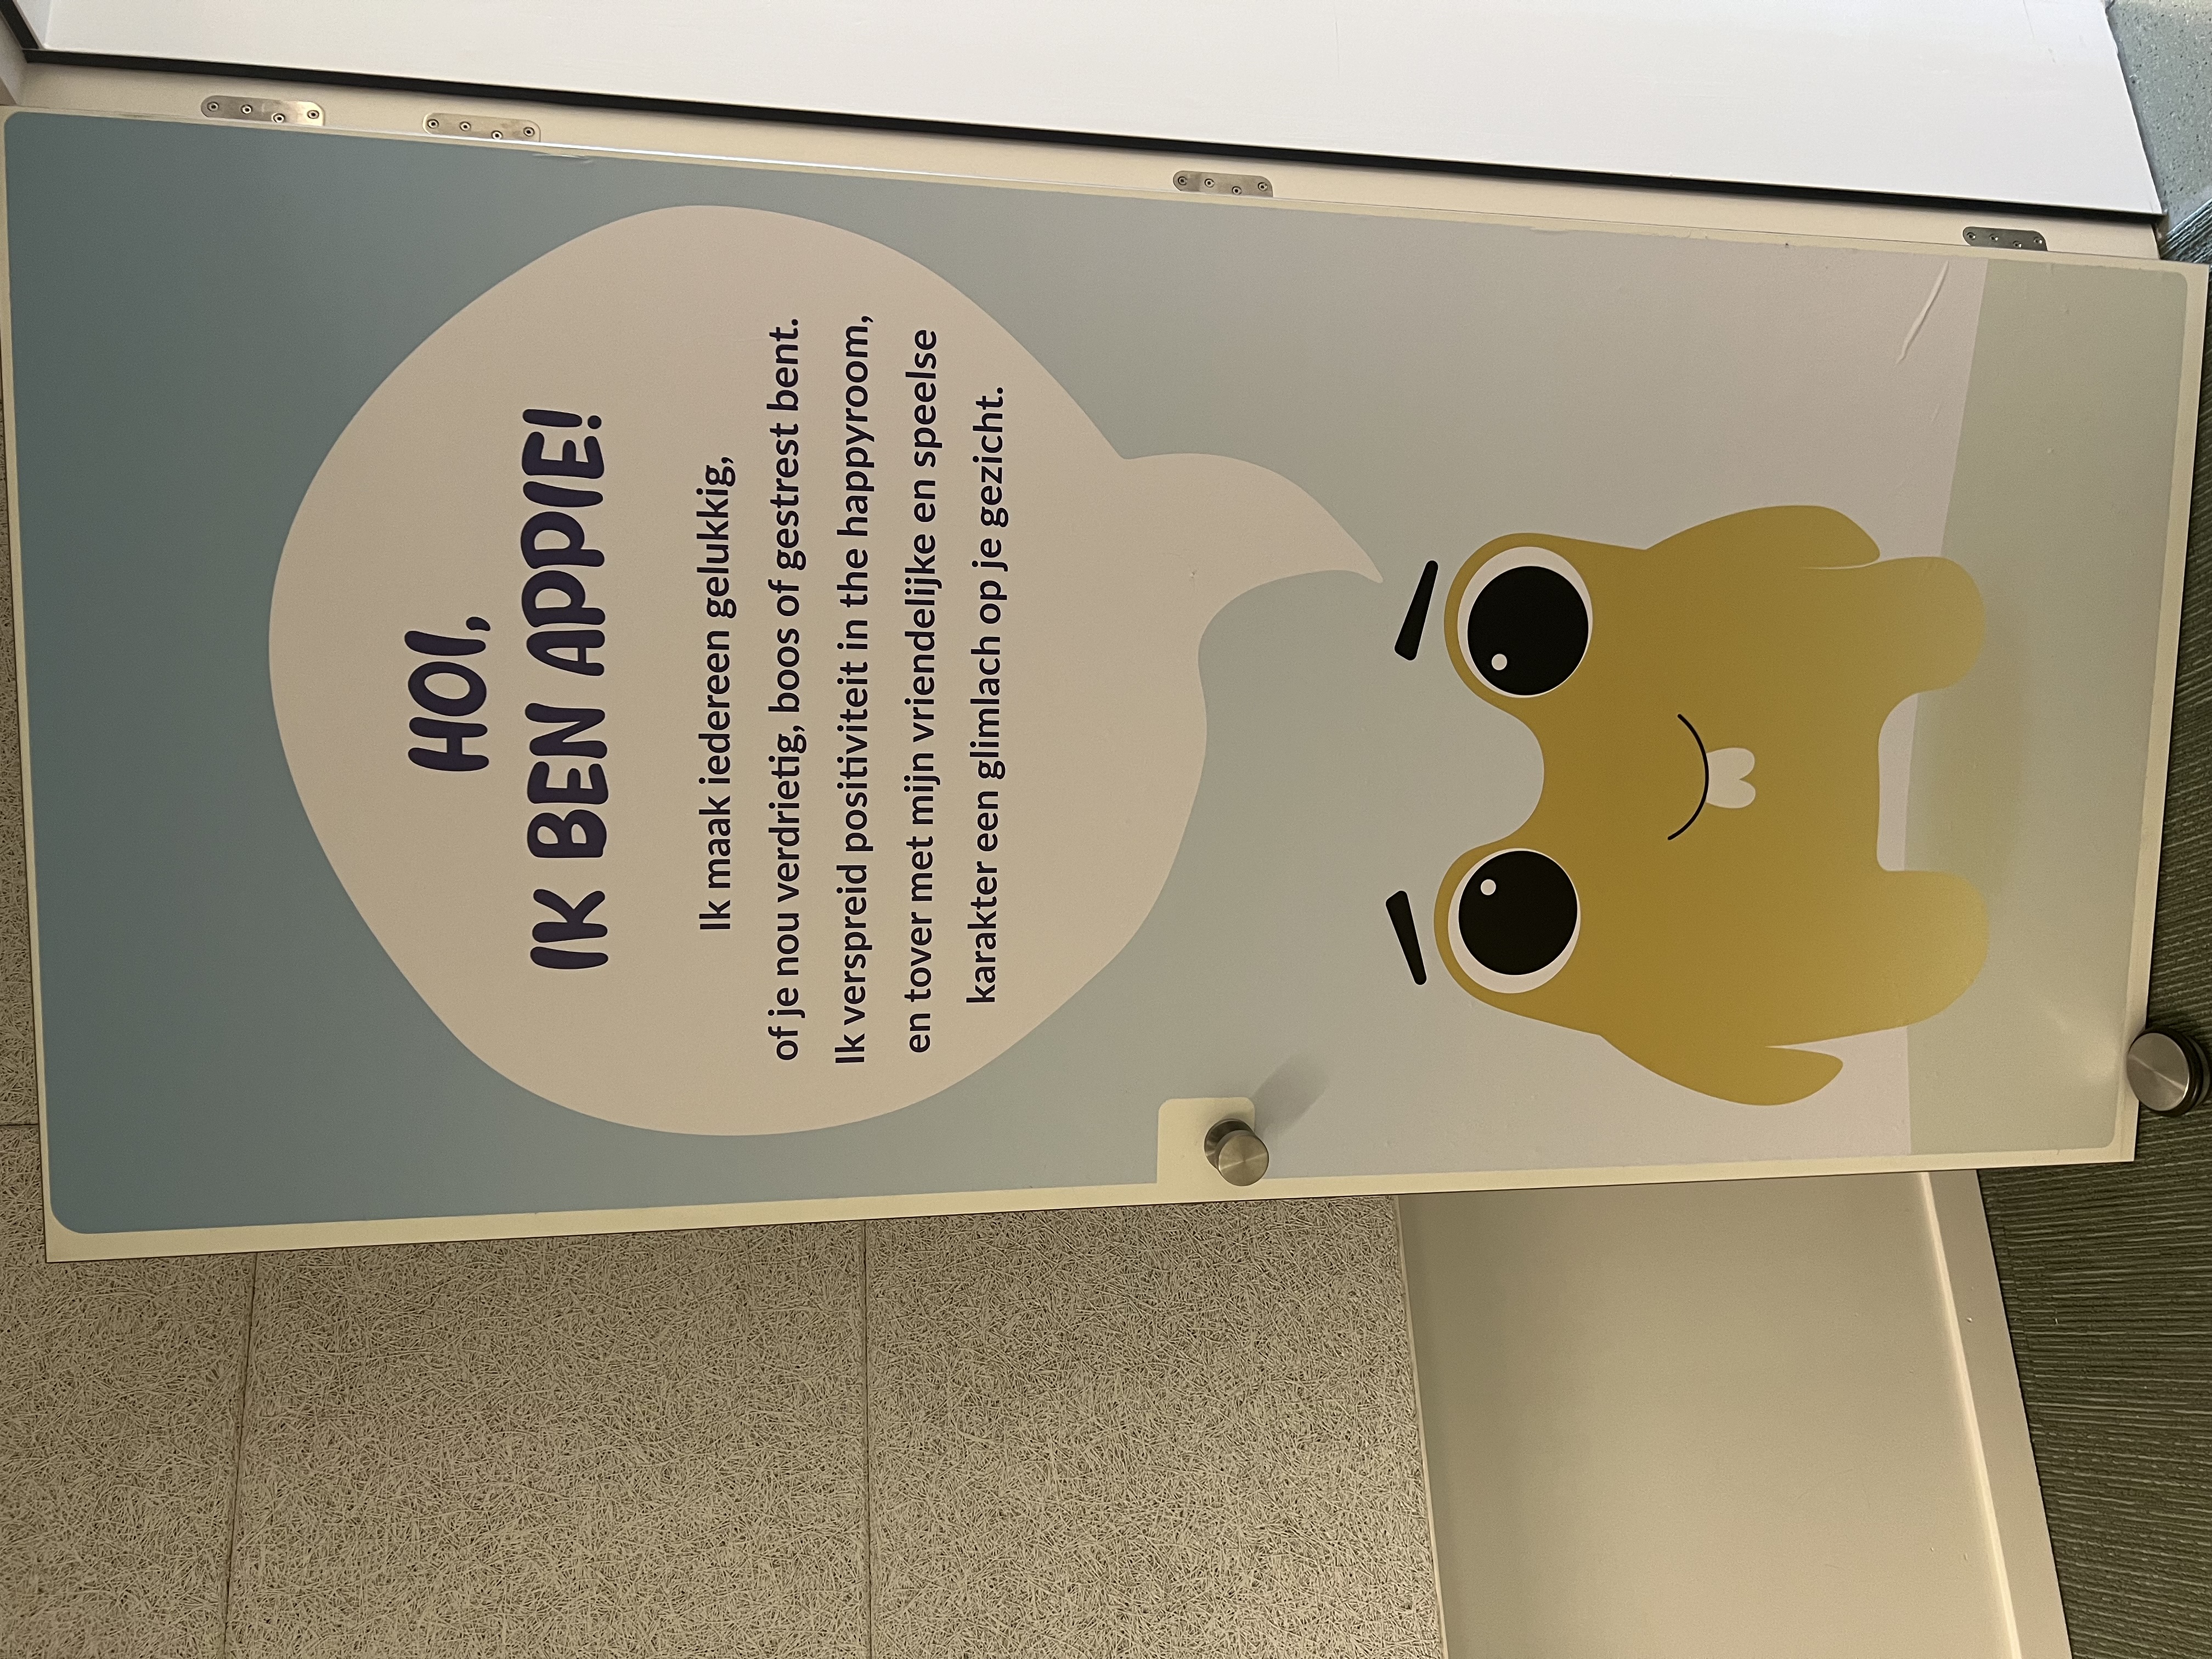 HOI,
IK BEN APPIE!
Ik maak iedereen gelukkig,
of je nou verdrietig, boos of gestrest bent.
Ik verspreid positiviteit in the happyroom,
en tover met mijn vriendelijke en speelse
karakter een glimlach op je gezicht.